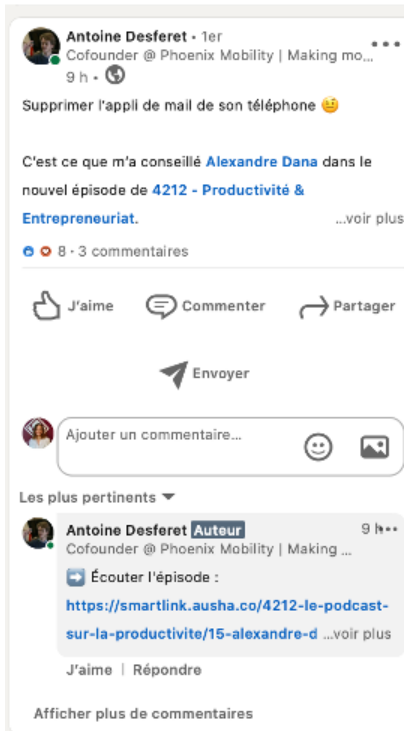 Antoine Desferet • 1er
Cofounder @ Phoenix Mobility | Making mo...
9 h •
Supprimer l'appli de mail de son téléphone 🤨
C'est ce que m'a conseillé Alexandre Dana dans le
nouvel épisode de 4212 - Productivité &
Entrepreneuriat.
...voir plus
8 · 3 commentaires
J'aime
Commenter
Partager
Envoyer
Ajouter un commentaire...
Les plus pertinents
Antoine Desferet Auteur
9 h
Cofounder @ Phoenix Mobility | Making ...
➡️ Écouter l'épisode :
https://smartlink.ausha.co/4212-le-podcast-
sur-la-productivite/15-alexandre-d ...voir plus
J'aime | Répondre
Afficher plus de commentaires